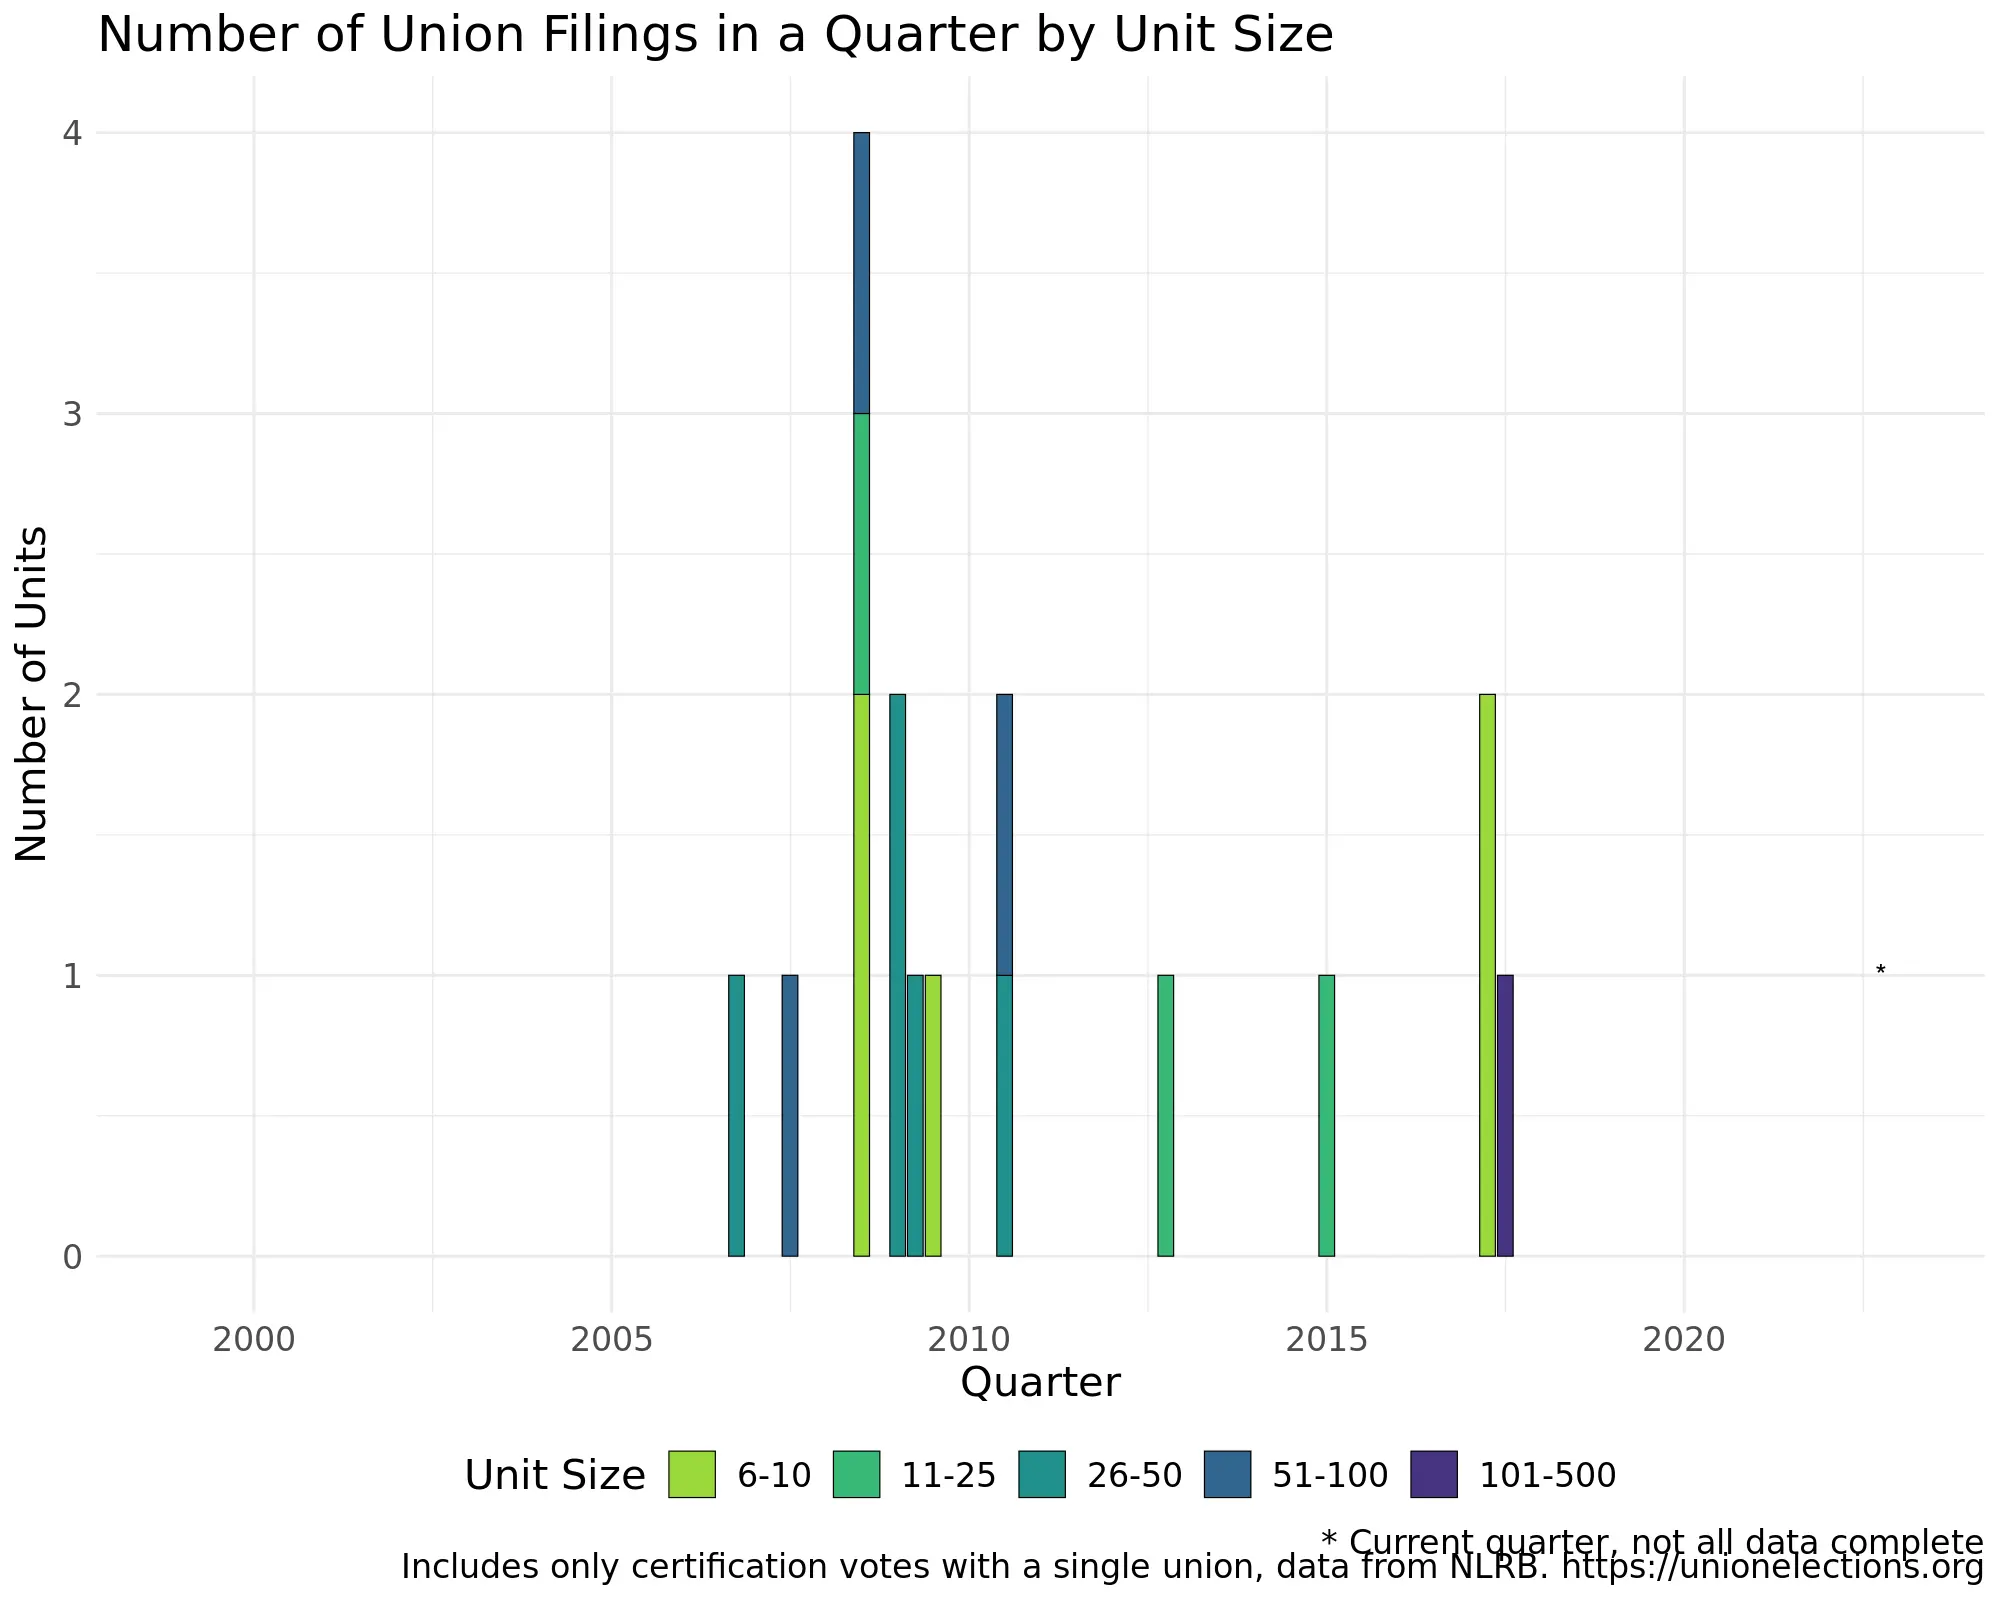 Number of Union Filings in a Quarter by Unit Size
Number of Units
4
3
2
1
0
*
2000 2005 2010 2015 2020
Quarter
Unit Size 6-10 11-25 26-50 51-100 101-500
* Current quarter, not all data complete
Includes only certification votes with a single union, data from NLRB. https://unionelections.org